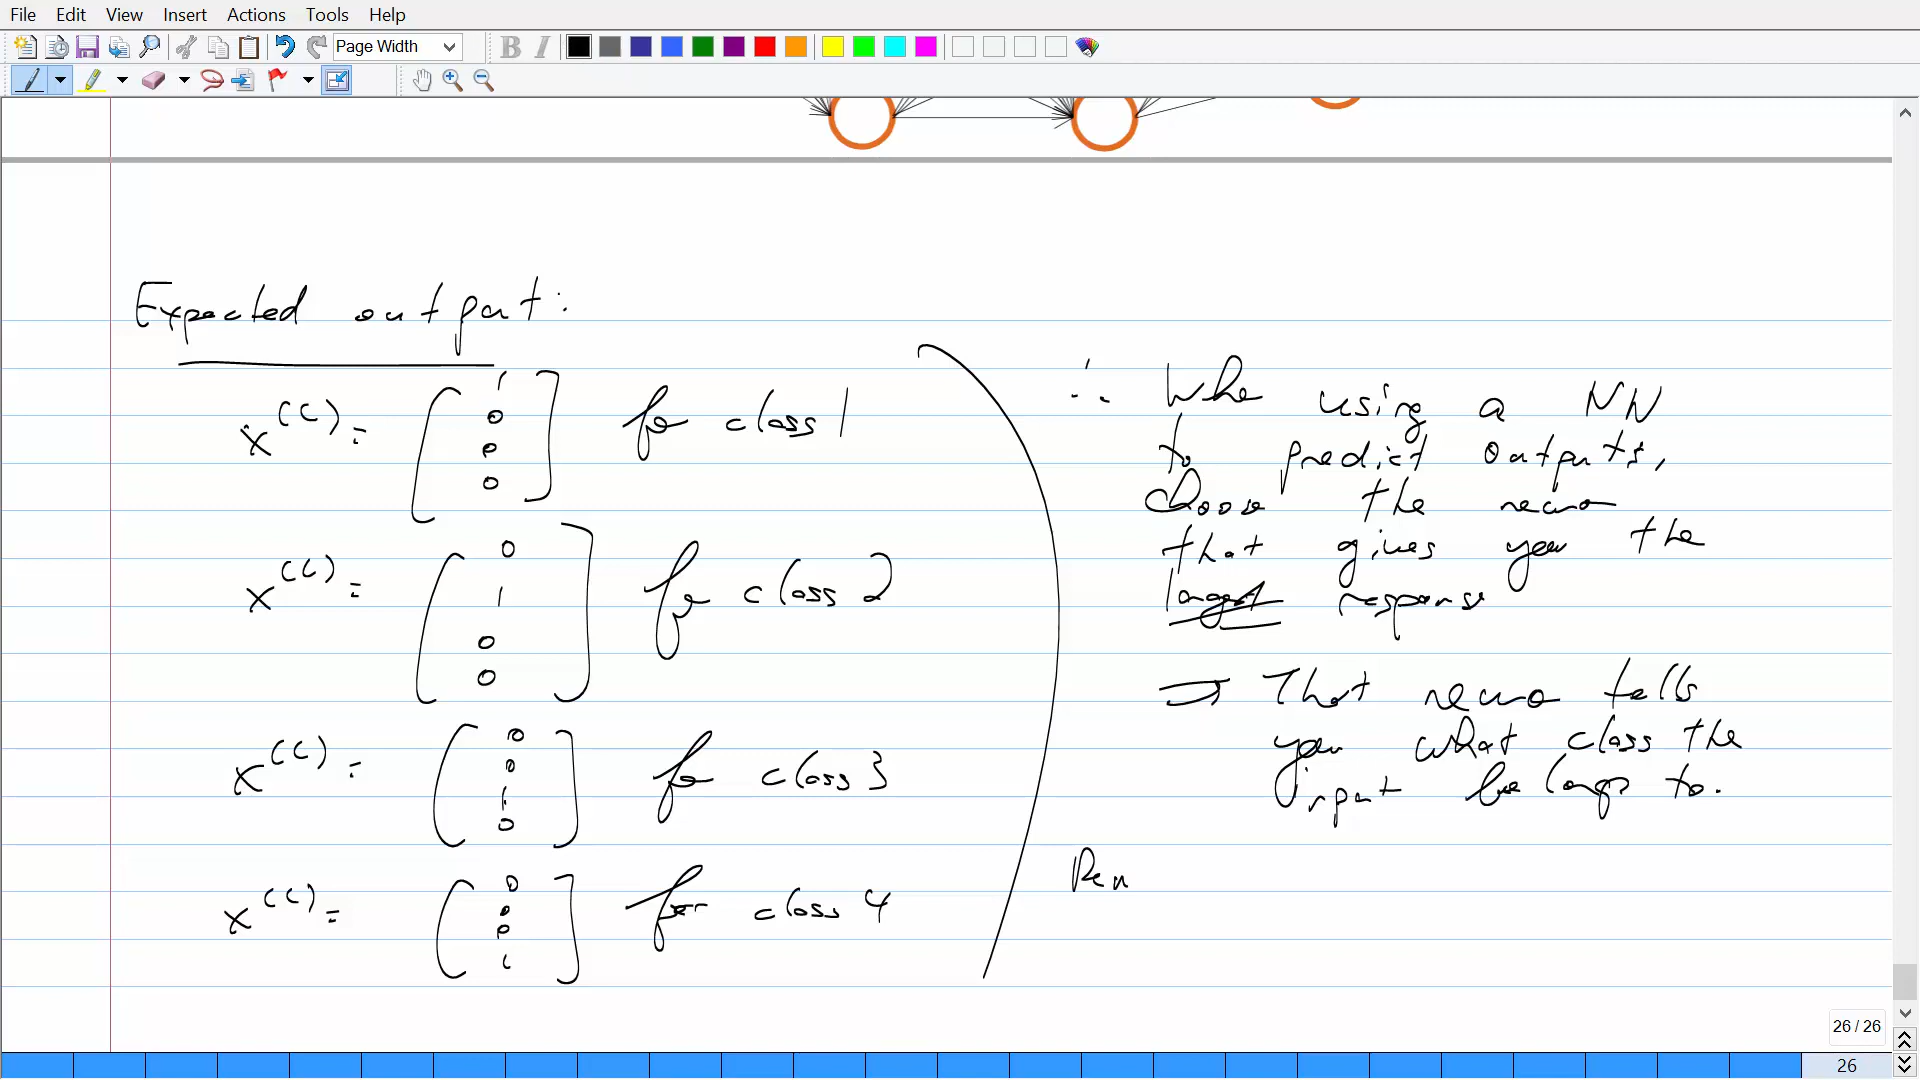 File Edit View Insert Actions Tools Help
Page Width
B I
Expected output:
x^(L) = [1 0 0 0] for class 1
x^(L) = [0 1 0 0] for class 2
x^(L) = [0 0 1 0] for class 3
x^(L) = [0 0 0 1] for class 4
∴ When using a NN
to predict outputs,
choose the neuron
that gives you the
largest response
⇒ That neuron tells
you what class the
input belongs to.
Rem
26 / 26
26